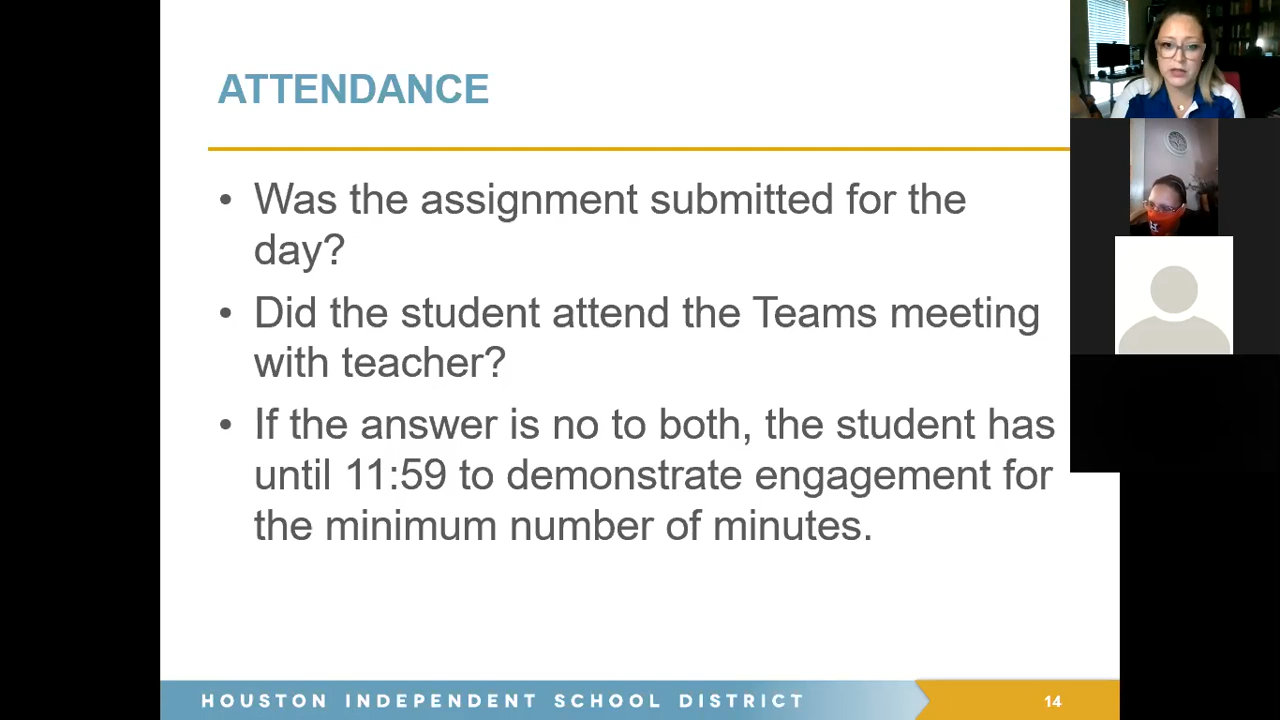 ATTENDANCE
• Was the assignment submitted for the
day?
• Did the student attend the Teams meeting
with teacher?
• If the answer is no to both, the student has
until 11:59 to demonstrate engagement for
the minimum number of minutes.
HOUSTON INDEPENDENT SCHOOL DISTRICT
14